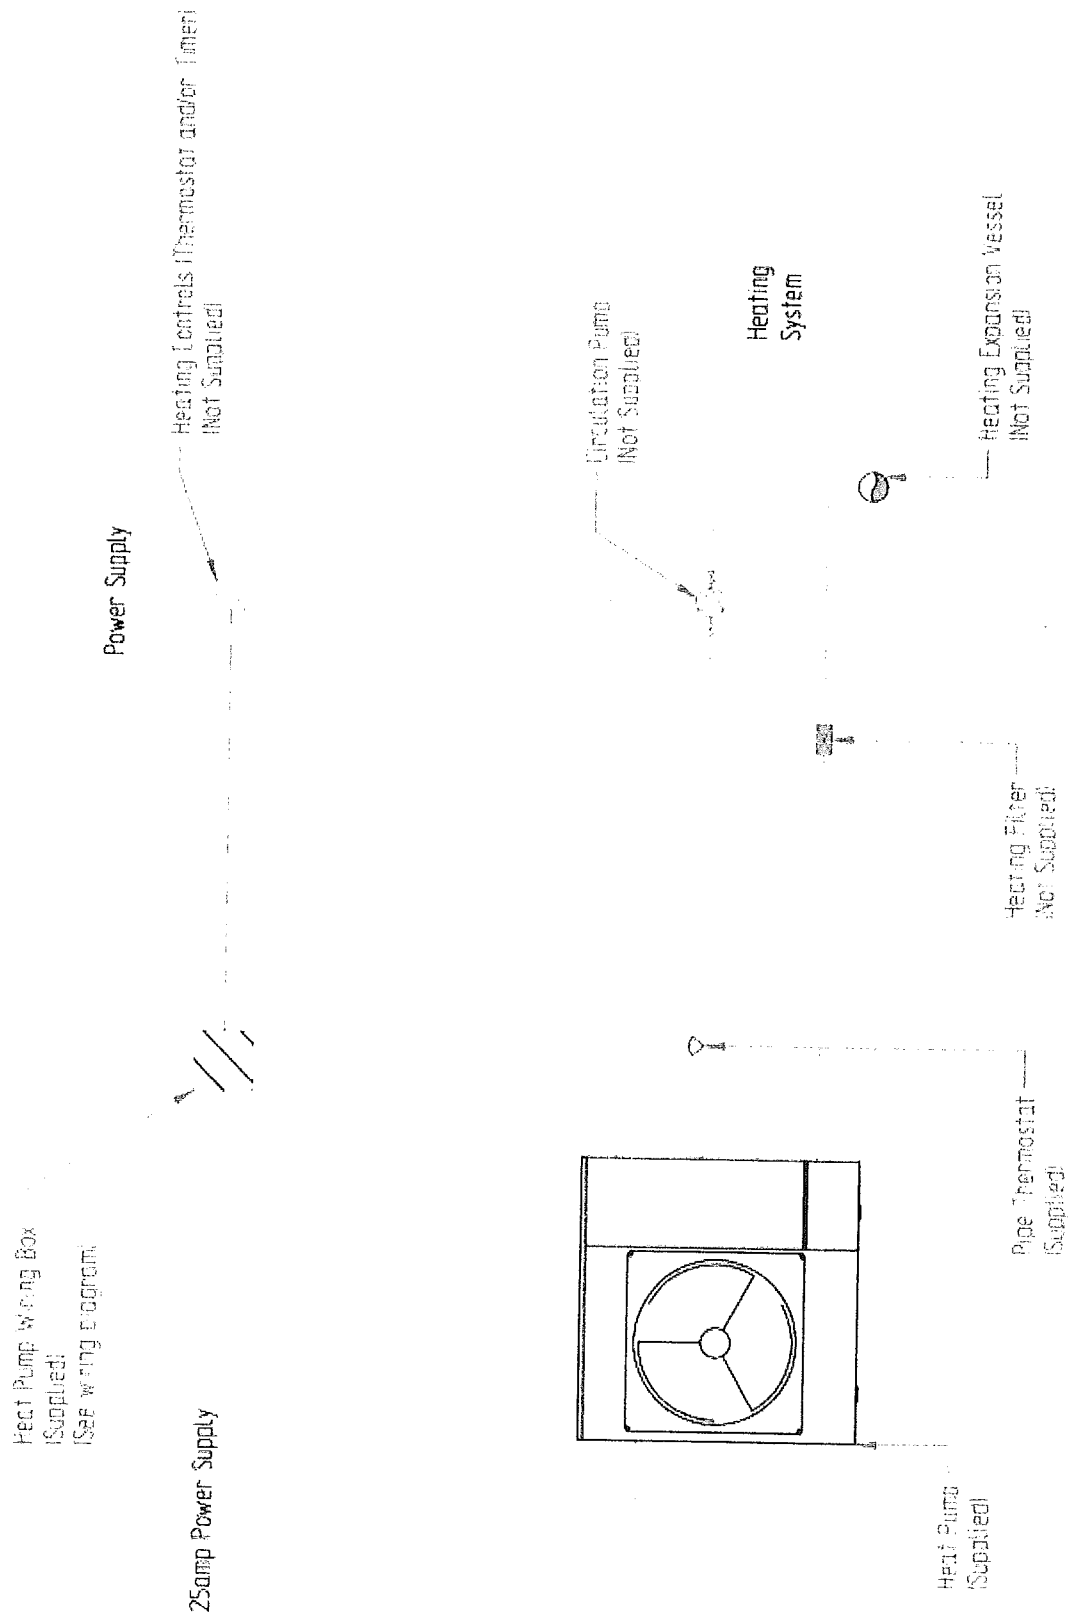 Heat Pump Wiring Box
(Supplied)
(See wiring diagram)
25amp Power Supply
Power Supply
Heating Controls (Thermostat and/or Timer)
(Not Supplied)
Circulation Pump
(Not Supplied)
Heating
System
Heating Expansion Vessel
(Not Supplied)
Heating Filter
(Not Supplied)
Pipe Thermostat
(Supplied)
Heat Pump
(Supplied)